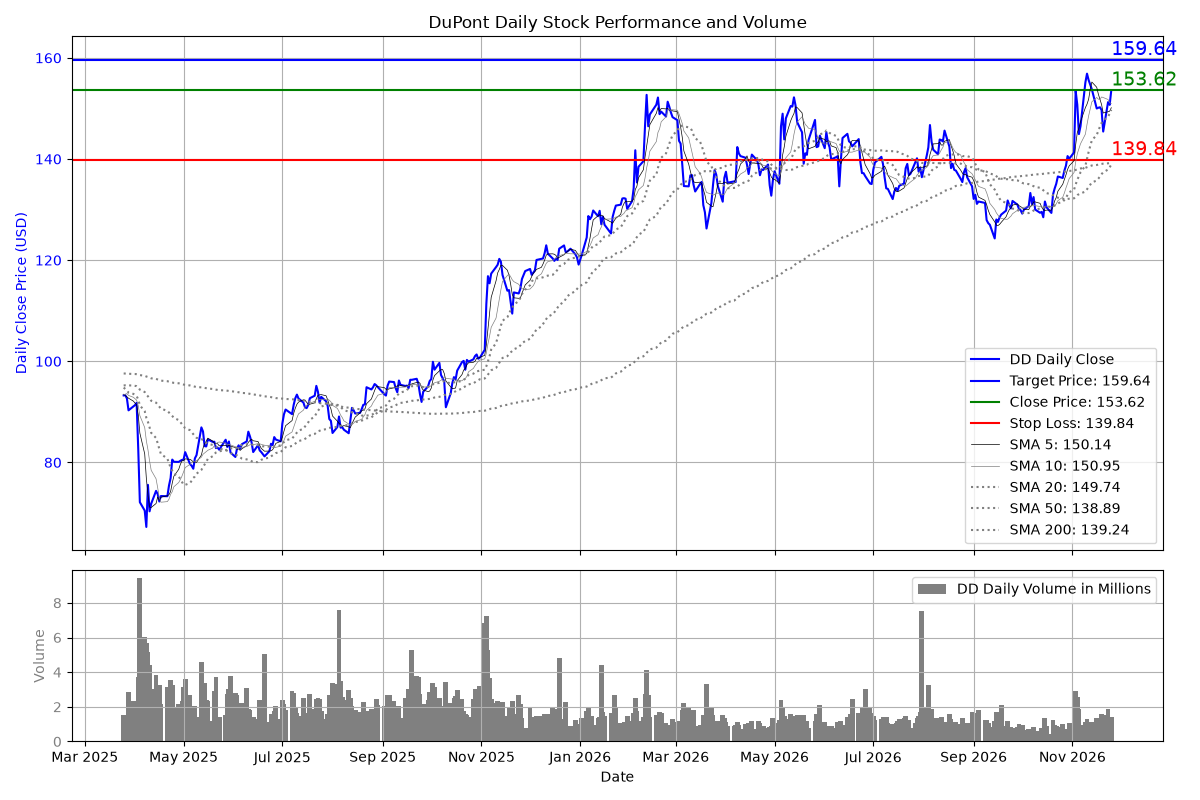 DuPont Daily Stock Performance and Volume
159.64
153.62
139.84
160
140
120
100
80
Daily Close Price (USD)
DD Daily Close
Target Price: 159.64
Close Price: 153.62
Stop Loss: 139.84
SMA 5: 150.14
SMA 10: 150.95
SMA 20: 149.74
SMA 50: 138.89
SMA 200: 139.24
DD Daily Volume in Millions
8
6
4
2
0
Volume
Mar 2025 May 2025 Jul 2025 Sep 2025 Nov 2025 Jan 2026 Mar 2026 May 2026 Jul 2026 Sep 2026 Nov 2026
Date